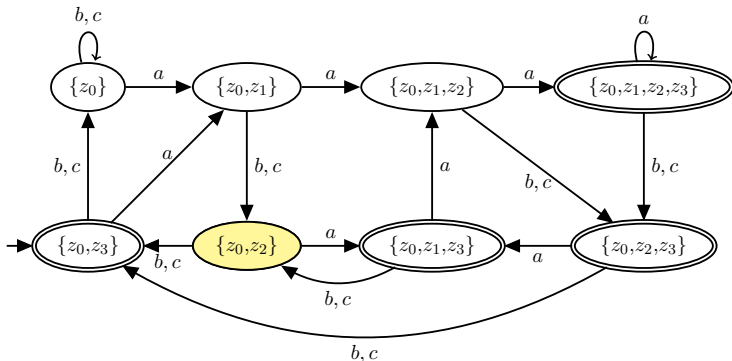 b, c
a
{z₀}
a
{z₀,z₁}
a
{z₀,z₁,z₂}
a
{z₀,z₁,z₂,z₃}
b, c
a
b, c
a
b, c
b, c
{z₀,z₃}
b, c
{z₀,z₂}
a
{z₀,z₁,z₃}
a
{z₀,z₂,z₃}
b, c
b, c